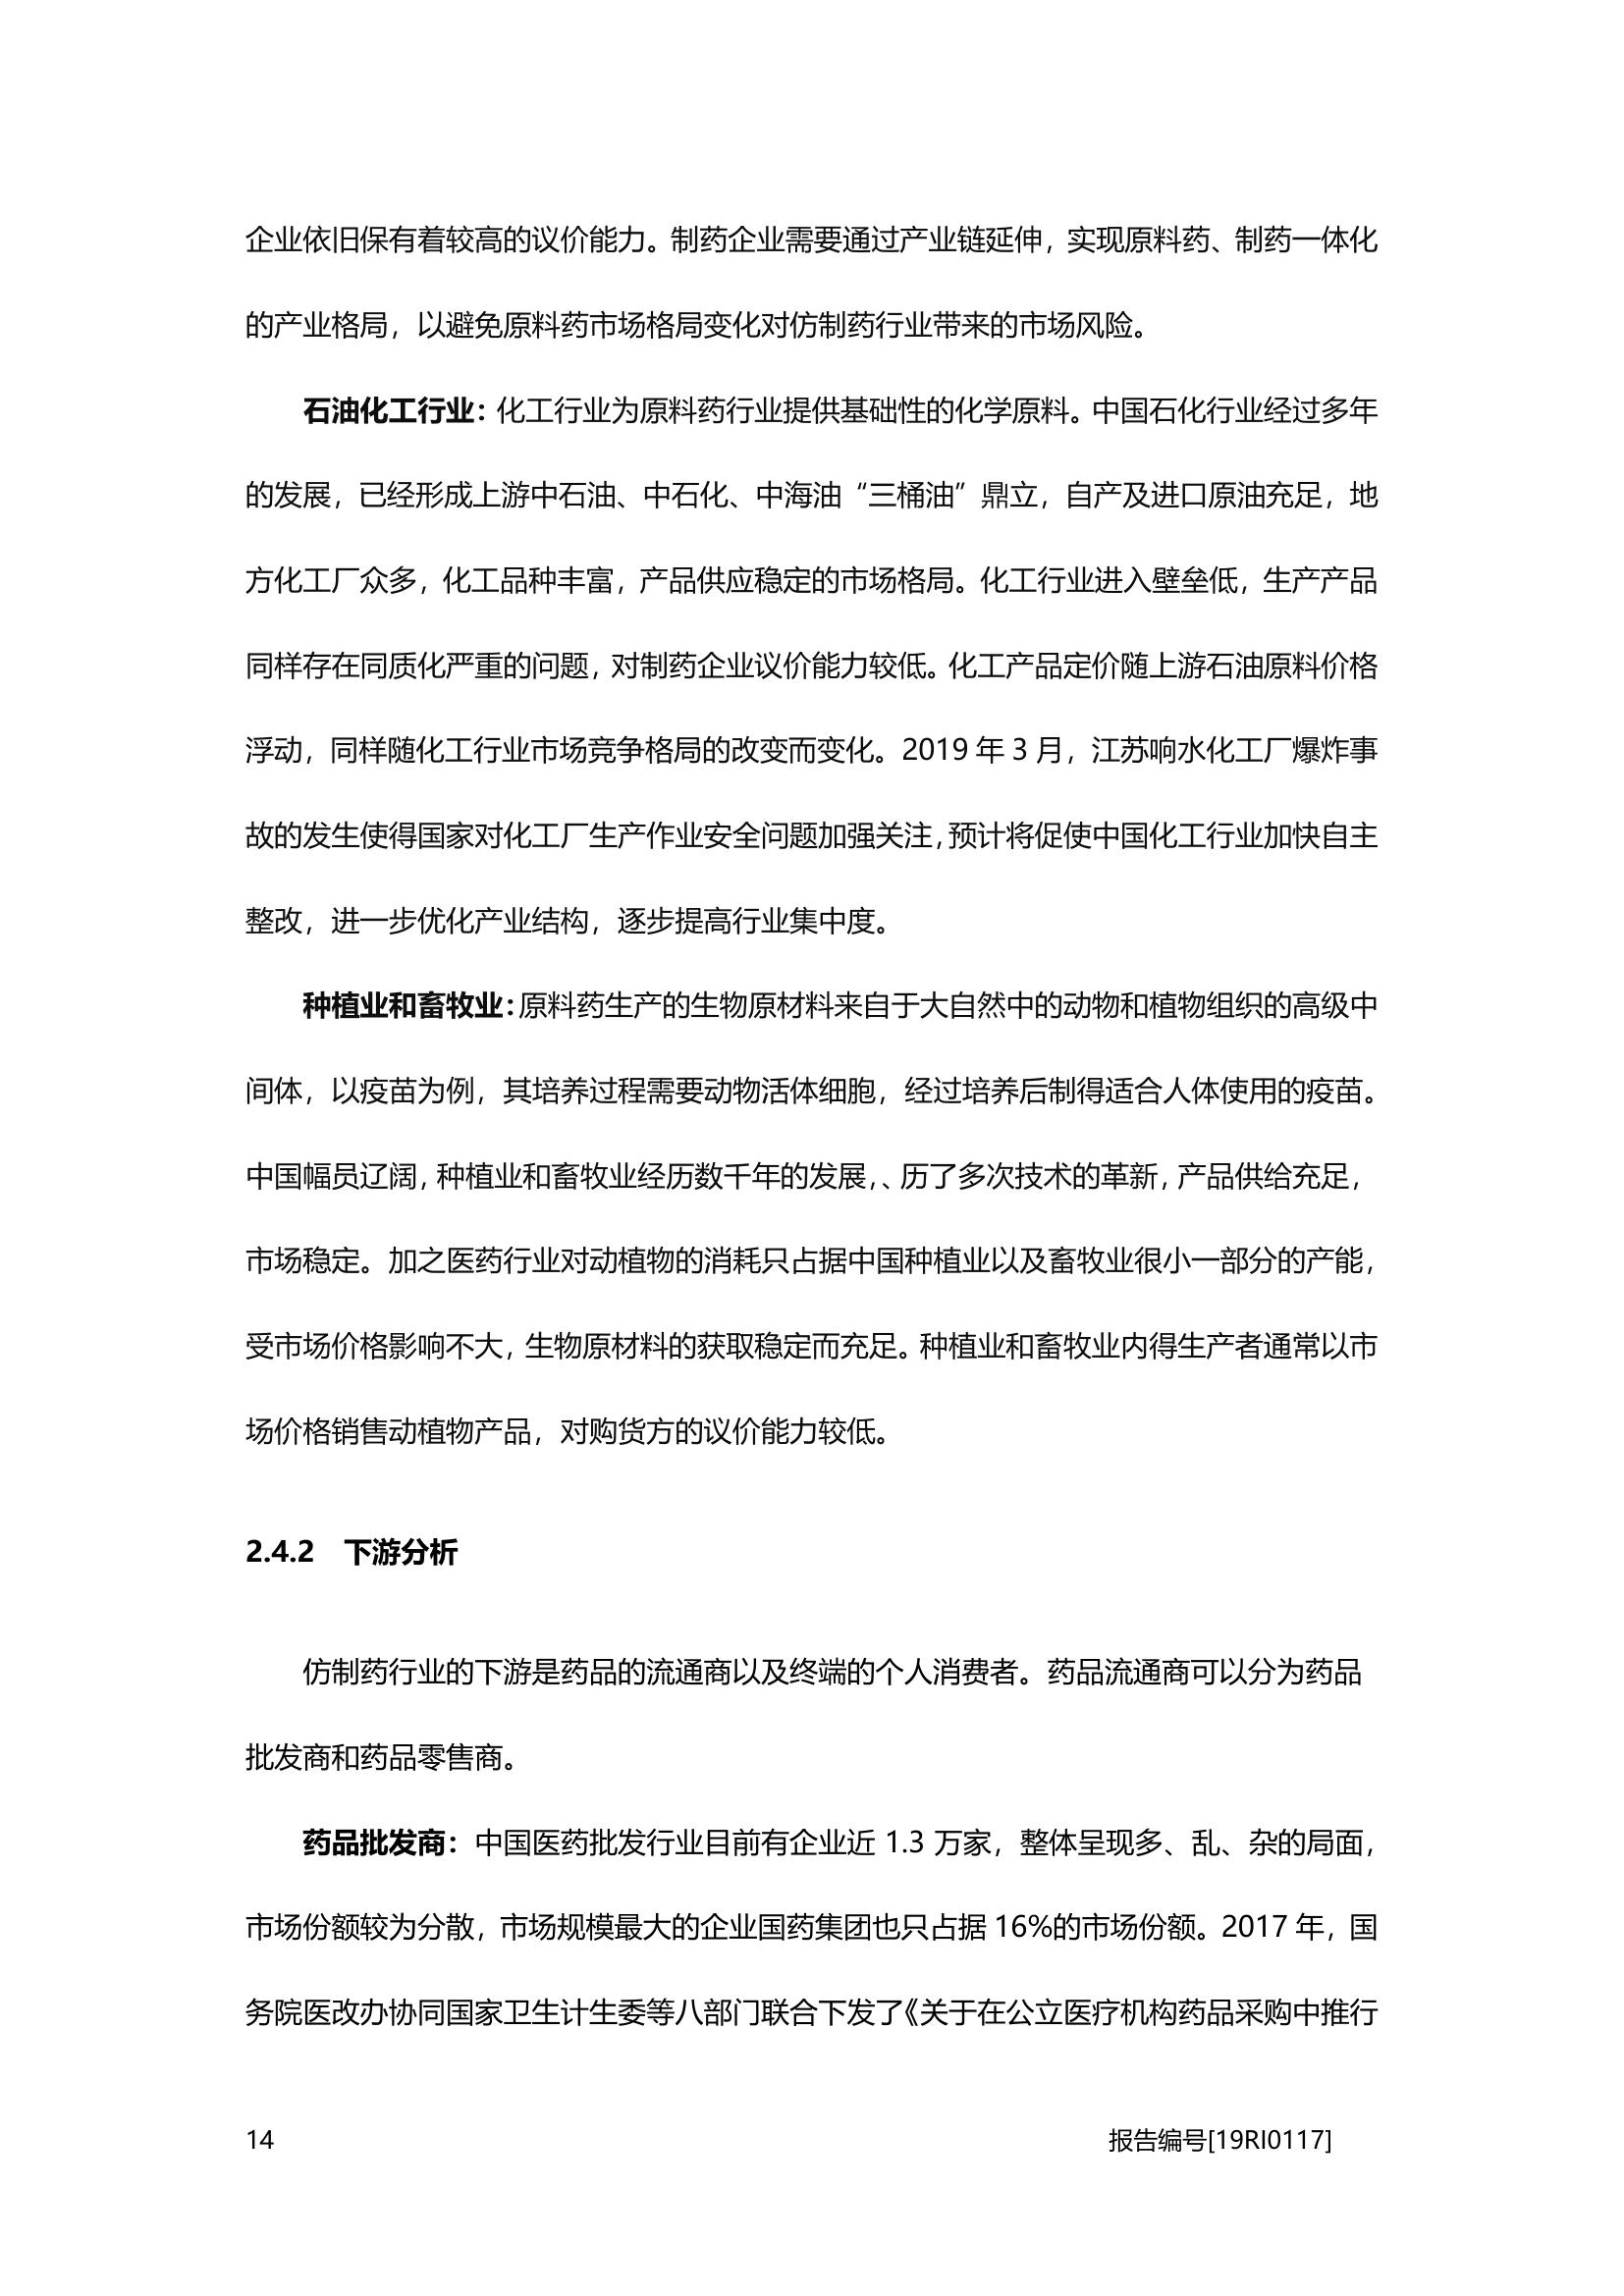 企业依旧保有着较高的议价能力。制药企业需要通过产业链延伸，实现原料药、制药一体化
的产业格局，以避免原料药市场格局变化对仿制药行业带来的市场风险。
石油化工行业：化工行业为原料药行业提供基础性的化学原料。中国石化行业经过多年
的发展，已经形成上游中石油、中石化、中海油“三桶油”鼎立，自产及进口原油充足，地
方化工厂众多，化工品种丰富，产品供应稳定的市场格局。化工行业进入壁垒低，生产产品
同样存在同质化严重的问题，对制药企业议价能力较低。化工产品定价随上游石油原料价格
浮动，同样随化工行业市场竞争格局的改变而变化。2019 年 3 月，江苏响水化工厂爆炸事
故的发生使得国家对化工厂生产作业安全问题加强关注，预计将促使中国化工行业加快自主
整改，进一步优化产业结构，逐步提高行业集中度。
种植业和畜牧业：原料药生产的生物原材料来自于大自然中的动物和植物组织的高级中
间体，以疫苗为例，其培养过程需要动物活体细胞，经过培养后制得适合人体使用的疫苗。
中国幅员辽阔，种植业和畜牧业经历数千年的发展，、历了多次技术的革新，产品供给充足，
市场稳定。加之医药行业对动植物的消耗只占据中国种植业以及畜牧业很小一部分的产能，
受市场价格影响不大，生物原材料的获取稳定而充足。种植业和畜牧业内得生产者通常以市
场价格销售动植物产品，对购货方的议价能力较低。
2.4.2 下游分析
仿制药行业的下游是药品的流通商以及终端的个人消费者。药品流通商可以分为药品
批发商和药品零售商。
药品批发商：中国医药批发行业目前有企业近 1.3 万家，整体呈现多、乱、杂的局面，
市场份额较为分散，市场规模最大的企业国药集团也只占据 16%的市场份额。2017 年，国
务院医改办协同国家卫生计生委等八部门联合下发了《关于在公立医疗机构药品采购中推行
14 报告编号[19RI0117]